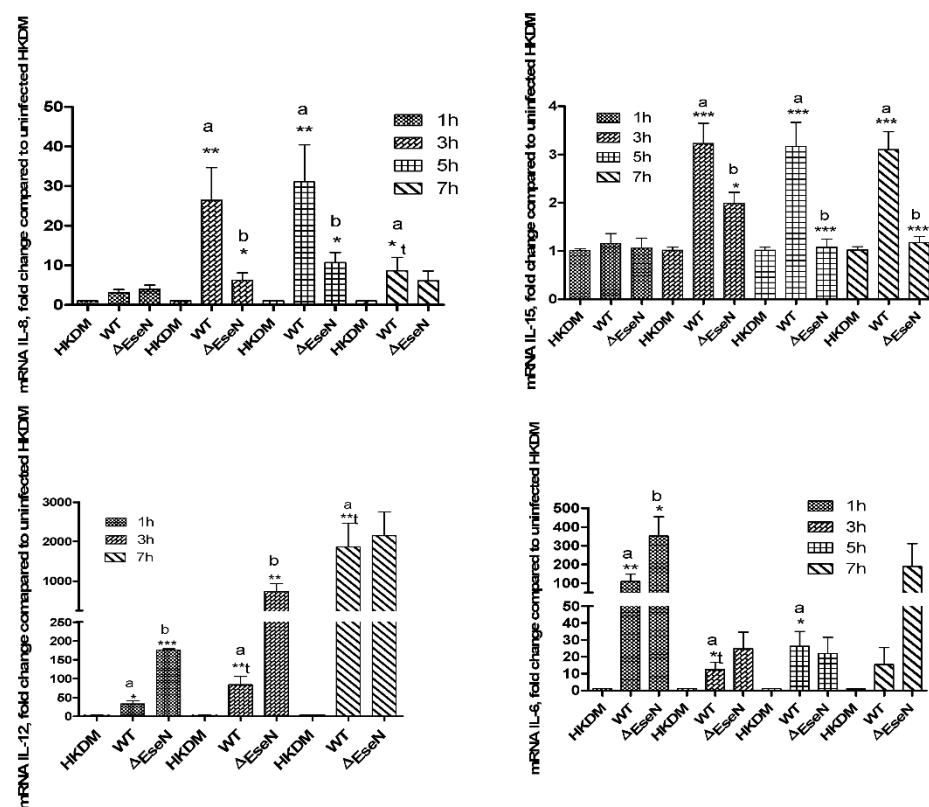 mRNA IL-8, fold change compared to uninfected HKDM
50
40
30
20
10
0
a
**
b
*
a
**
b
*
a
* t
1h
3h
5h
7h
HKDM
WT
ΔEseN
HKDM
WT
ΔEseN
HKDM
WT
ΔEseN
HKDM
WT
ΔEseN
mRNA IL-15, fold change compared to uninfected HKDM
4
3
2
1
0
1h
3h
5h
7h
a
***
b
*
a
***
b
***
a
***
b
***
HKDM
WT
ΔEseN
HKDM
WT
ΔEseN
HKDM
WT
ΔEseN
HKDM
WT
ΔEseN
mRNA IL-12, fold change comapared to uninfected HKDM
3000
2000
1000
250
200
150
100
50
0
1h
3h
7h
a
*
b
***
a
**t
b
**
a
**t
HKDM
WT
ΔEseN
HKDM
WT
ΔEseN
HKDM
WT
ΔEseN
mRNA IL-6, fold change compared to uninfected HKDM
500
400
300
200
100
50
40
30
20
10
0
a
**
b
*
a
*t
a
*
1h
3h
5h
7h
HKDM
WT
ΔEseN
HKDM
WT
ΔEseN
HKDM
WT
ΔEseN
HKDM
WT
ΔEseN